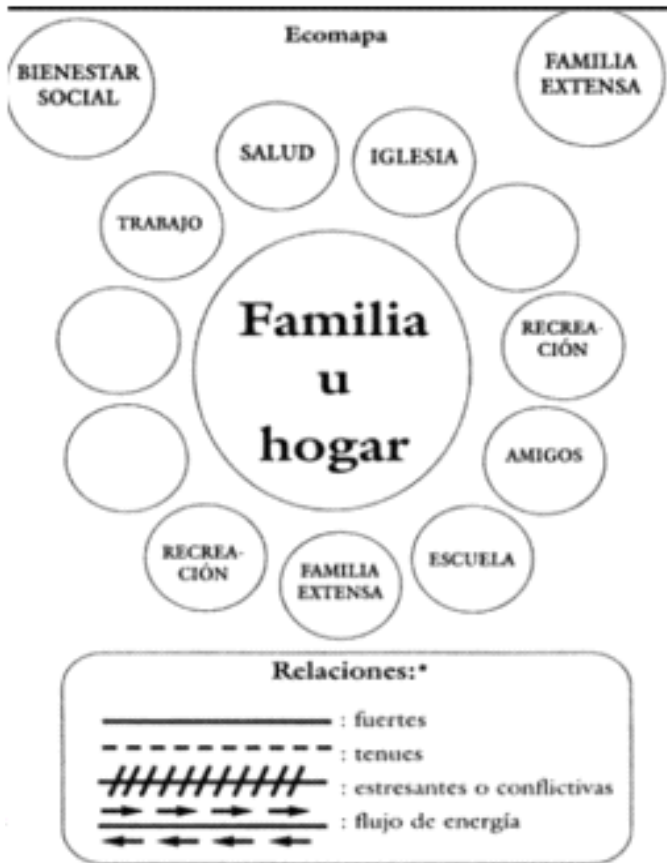 Ecomapa
BIENESTAR
SOCIAL
FAMILIA
EXTENSA
SALUD
IGLESIA
TRABAJO
Familia
u
hogar
RECREA-
CIÓN
AMIGOS
RECREA-
CIÓN
FAMILIA
EXTENSA
ESCUELA
Relaciones:*
: fuertes
: tenues
: estresantes o conflictivas
: flujo de energía